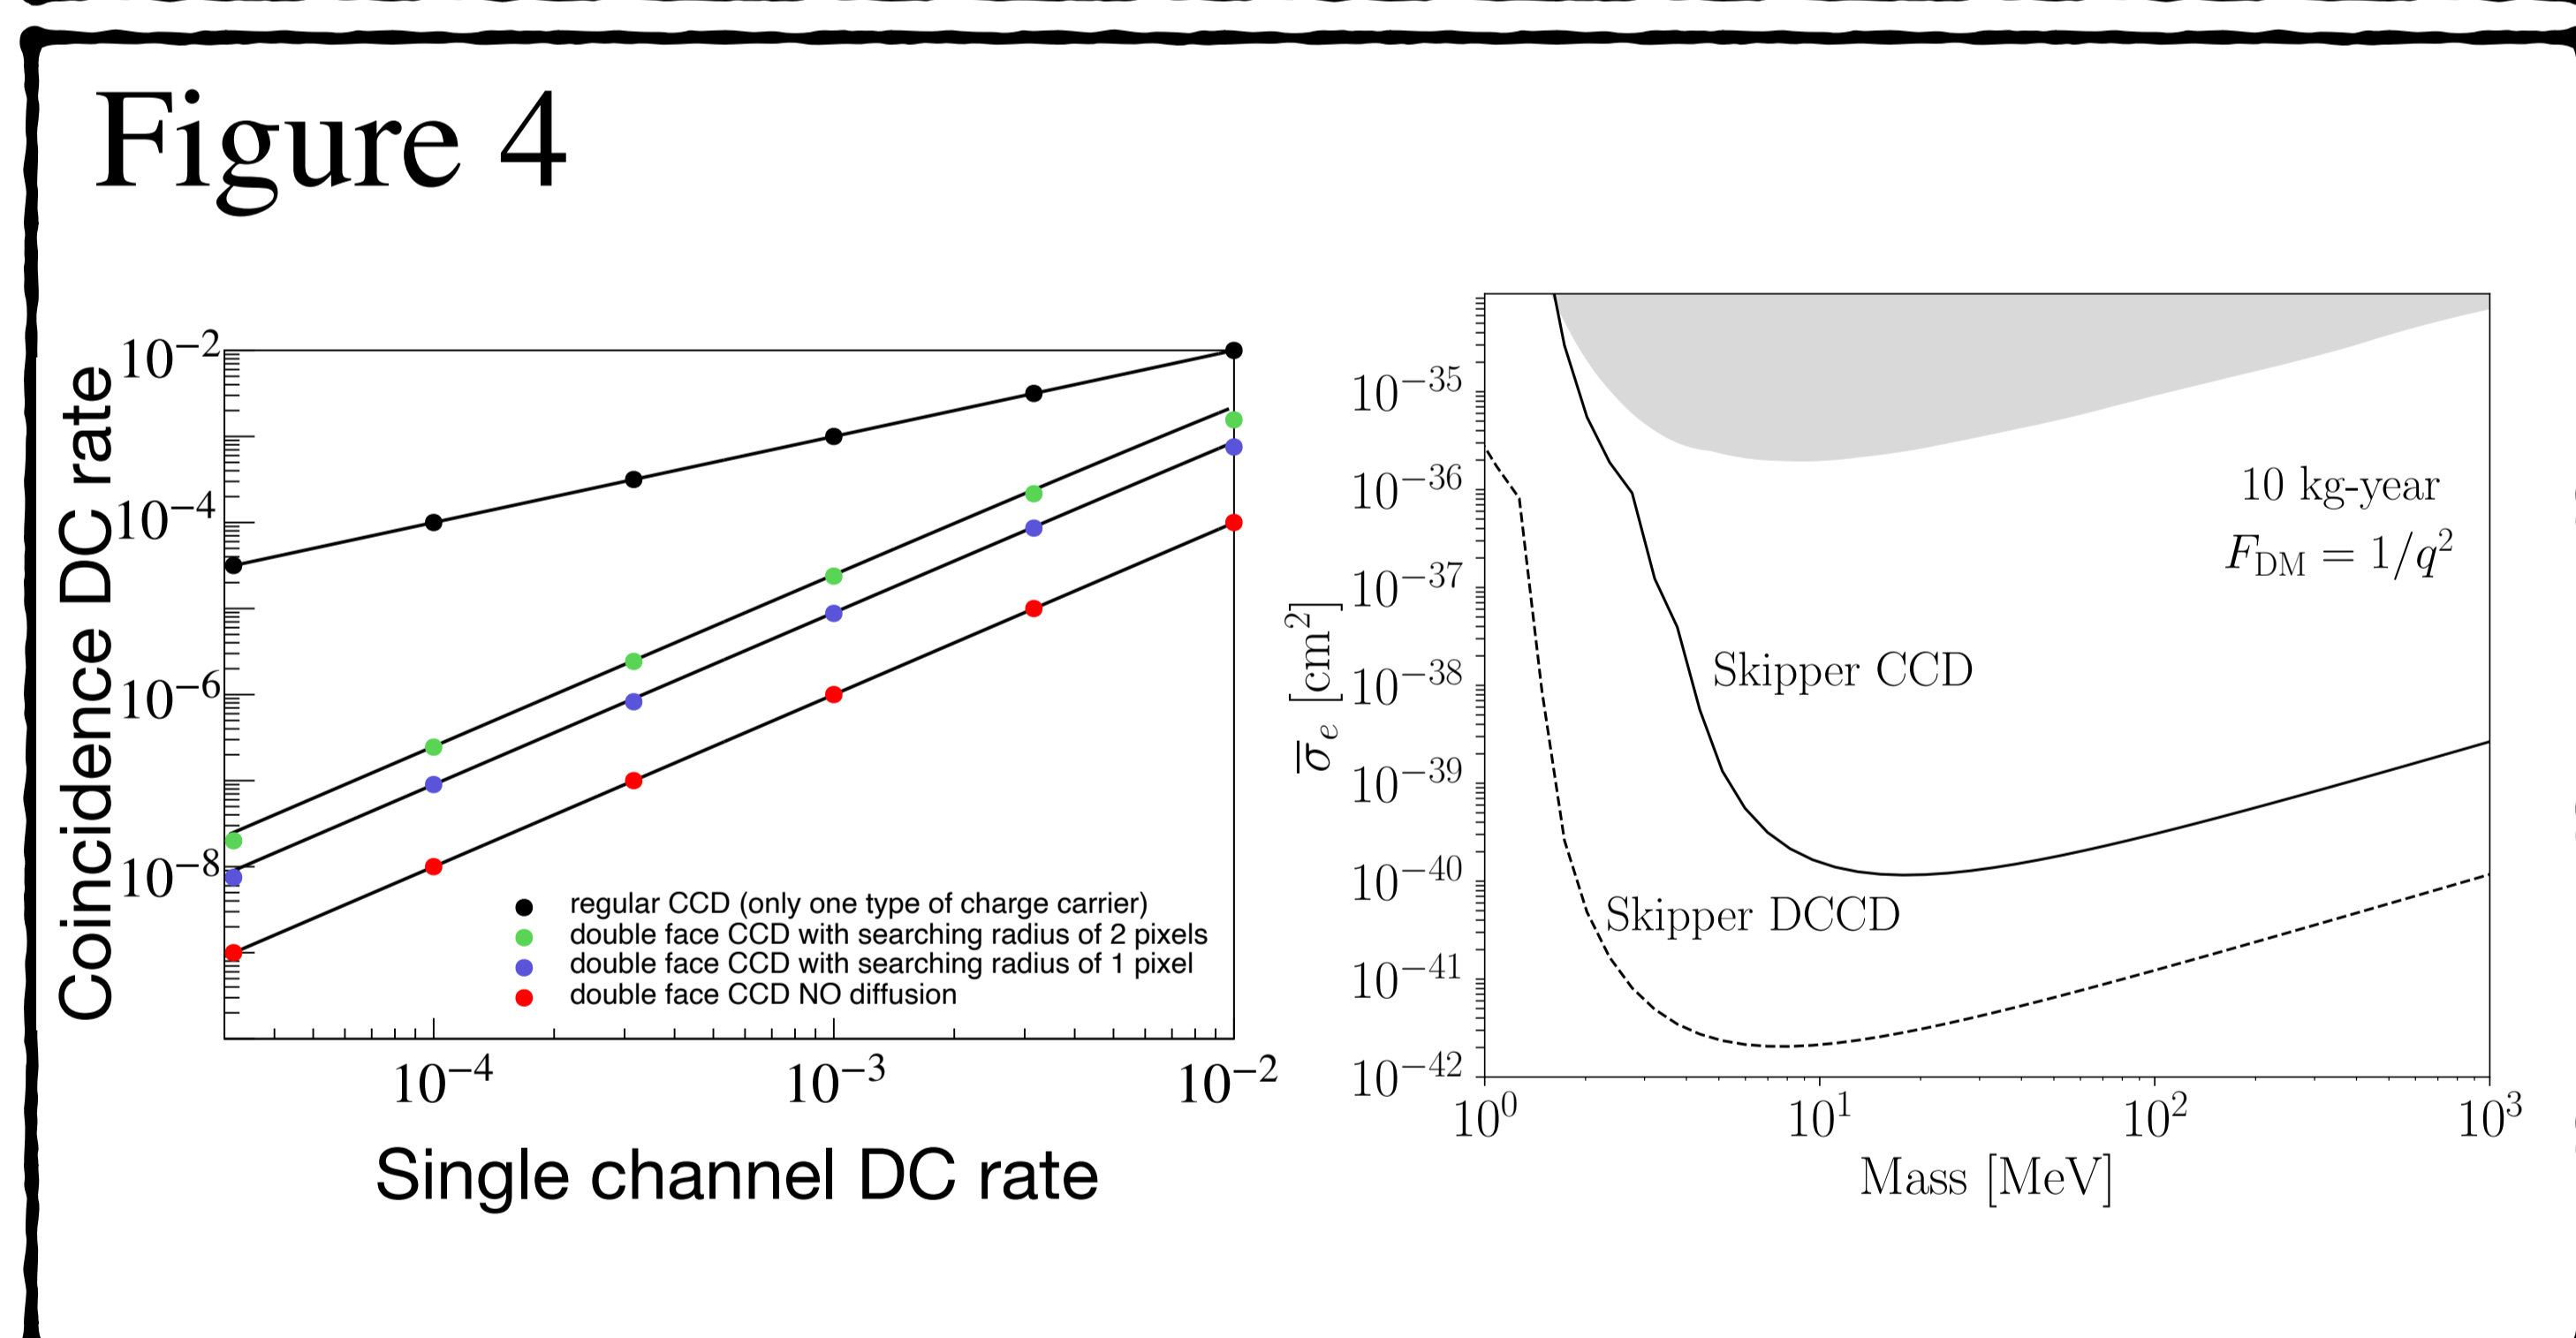 Figure 4
Coincidence DC rate
10⁻²
10⁻⁴
10⁻⁶
10⁻⁸
regular CCD (only one type of charge carrier)
double face CCD with searching radius of 2 pixels
double face CCD with searching radius of 1 pixel
double face CCD NO diffusion
10⁻⁴ 10⁻³ 10⁻²
Single channel DC rate
σ̅ₑ [cm²]
10⁻³⁵
10⁻³⁶
10⁻³⁷
10⁻³⁸
10⁻³⁹
10⁻⁴⁰
10⁻⁴¹
10⁻⁴²
10 kg-year
F_DM = 1/q²
Skipper CCD
Skipper DCCD
10⁰ 10¹ 10² 10³
Mass [MeV]